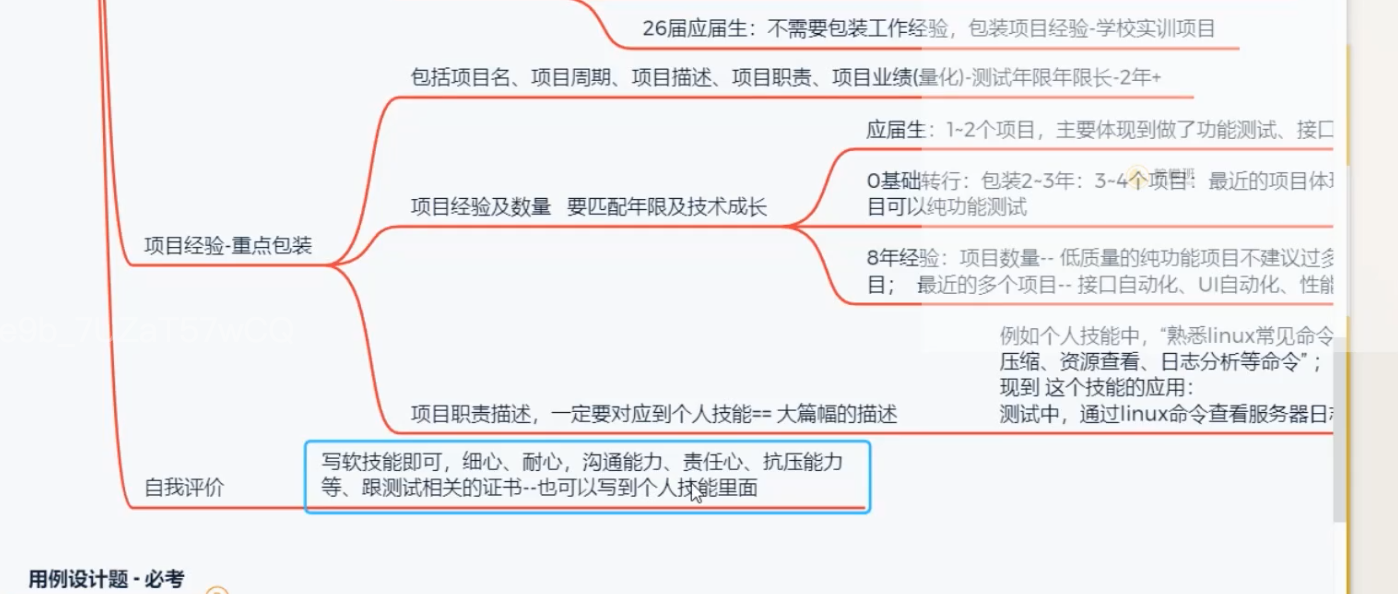 26届应届生：不需要包装工作经验，包装项目经验-学校实训项目
包括项目名、项目周期、项目描述、项目职责、项目业绩(量化)-测试年限年限长-2年+
应届生：1~2个项目，主要体现到做了功能测试、接口
0基础转行：包装2~3年：3~4个项目：最近的项目体
目可以纯功能测试
项目经验及数量 要匹配年限及技术成长
项目经验-重点包装
8年经验：项目数量-- 低质量的纯功能项目不建议过多
目； 最近的多个项目-- 接口自动化、UI自动化、性能
例如个人技能中，“熟悉linux常见命令
压缩、资源查看、日志分析等命令”；
现到 这个技能的应用：
测试中，通过linux命令查看服务器日
项目职责描述，一定要对应到个人技能== 大篇幅的描述
写软技能即可，细心、耐心，沟通能力、责任心、抗压能力
等、跟测试相关的证书--也可以写到个人技能里面
自我评价
用例设计题 - 必考